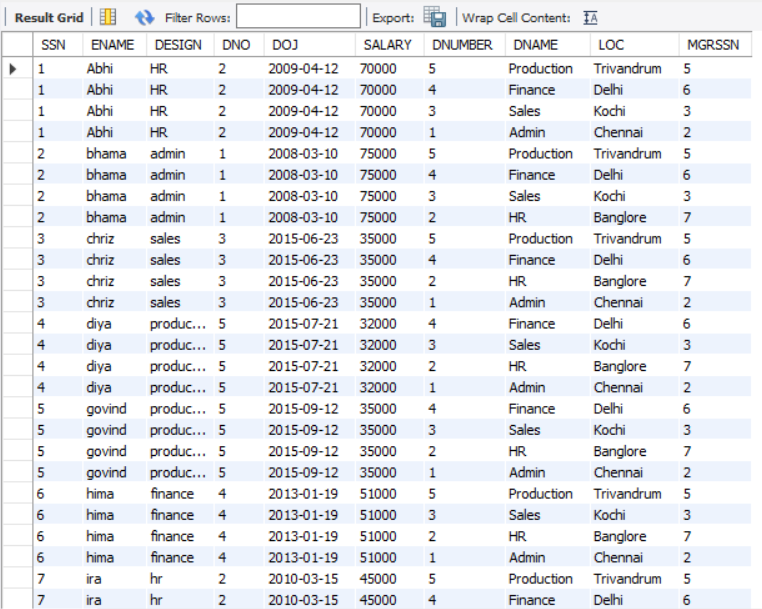 Result Grid Filter Rows: Export: Wrap Cell Content: IA
SSN ENAME DESIGN DNO DOJ SALARY DNUMBER DNAME LOC MGRSSN
1 Abhi HR 2 2009-04-12 70000 5 Production Trivandrum 5
1 Abhi HR 2 2009-04-12 70000 4 Finance Delhi 6
1 Abhi HR 2 2009-04-12 70000 3 Sales Kochi 3
1 Abhi HR 2 2009-04-12 70000 1 Admin Chennai 2
2 bhama admin 1 2008-03-10 75000 5 Production Trivandrum 5
2 bhama admin 1 2008-03-10 75000 4 Finance Delhi 6
2 bhama admin 1 2008-03-10 75000 3 Sales Kochi 3
2 bhama admin 1 2008-03-10 75000 2 HR Banglore 7
3 chriz sales 3 2015-06-23 35000 5 Production Trivandrum 5
3 chriz sales 3 2015-06-23 35000 4 Finance Delhi 6
3 chriz sales 3 2015-06-23 35000 2 HR Banglore 7
3 chriz sales 3 2015-06-23 35000 1 Admin Chennai 2
4 diya produc... 5 2015-07-21 32000 4 Finance Delhi 6
4 diya produc... 5 2015-07-21 32000 3 Sales Kochi 3
4 diya produc... 5 2015-07-21 32000 2 HR Banglore 7
4 diya produc... 5 2015-07-21 32000 1 Admin Chennai 2
5 govind produc... 5 2015-09-12 35000 4 Finance Delhi 6
5 govind produc... 5 2015-09-12 35000 3 Sales Kochi 3
5 govind produc... 5 2015-09-12 35000 2 HR Banglore 7
5 govind produc... 5 2015-09-12 35000 1 Admin Chennai 2
6 hima finance 4 2013-01-19 51000 5 Production Trivandrum 5
6 hima finance 4 2013-01-19 51000 3 Sales Kochi 3
6 hima finance 4 2013-01-19 51000 2 HR Banglore 7
6 hima finance 4 2013-01-19 51000 1 Admin Chennai 2
7 ira hr 2 2010-03-15 45000 5 Production Trivandrum 5
7 ira hr 2 2010-03-15 45000 4 Finance Delhi 6